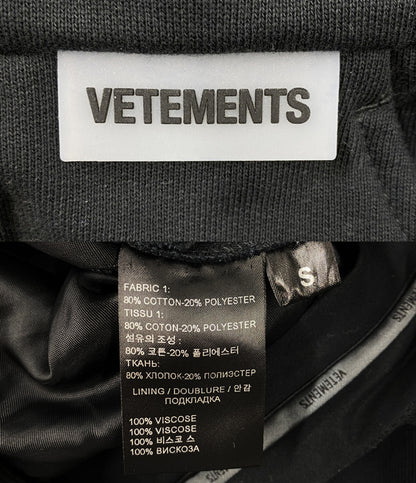 VETEMENTS
S
FABRIC 1:
80% COTTON-20% POLYESTER
TISSU 1:
80% COTON-20% POLYESTER
섬유의 조성 :
80% 코튼-20% 폴리에스터
ТКАНЬ:
80% ХЛОПОК-20% ПОЛИЭСТЕР
LINING / DOUBLURE / 안감
ПОДКЛАДКА
100% VISCOSE
100% VISCOSE
100% 비스코스
100% ВИСКОЗА
VETEMENTS
VETEMENTS